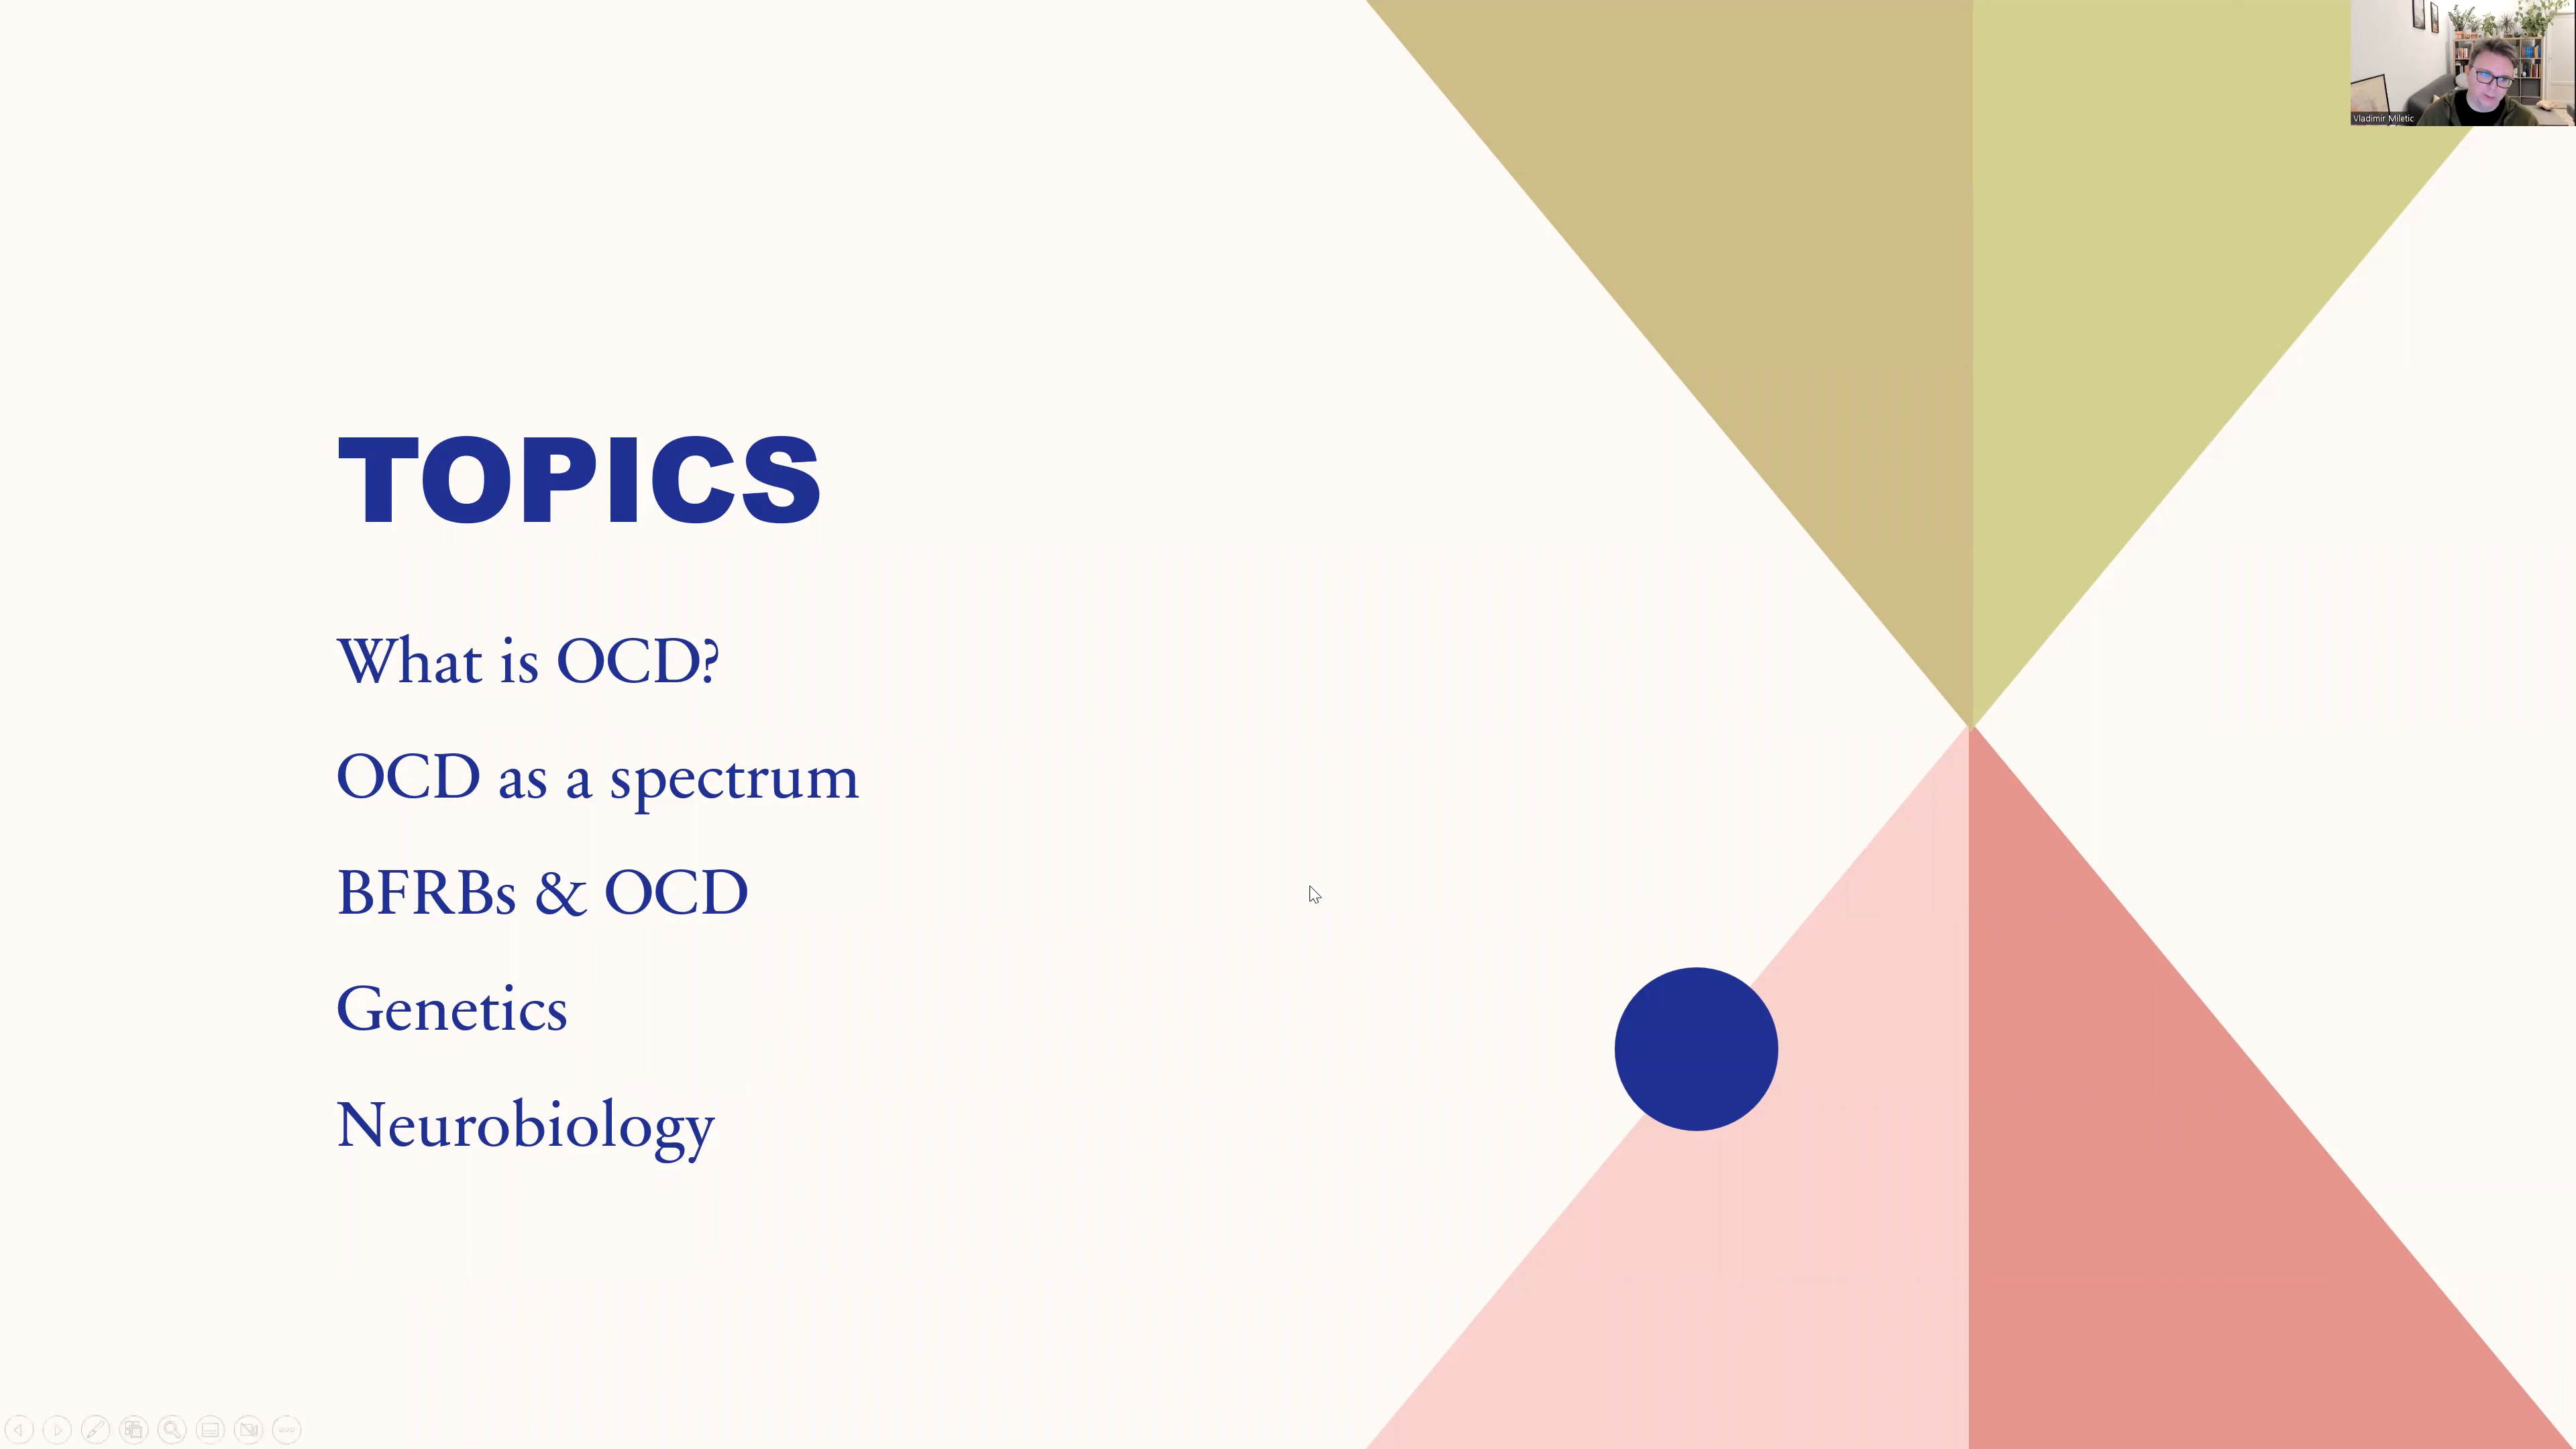 Vladimir Miletic
TOPICS
What is OCD?
OCD as a spectrum
BFRBs & OCD
Genetics
Neurobiology